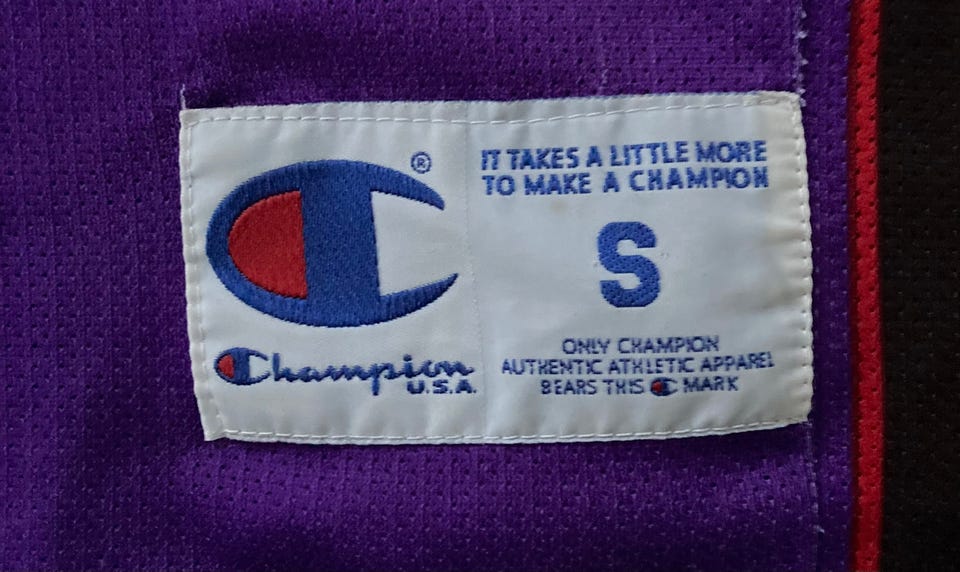 ®
Champion
U.S.A.
IT TAKES A LITTLE MORE
TO MAKE A CHAMPION
S
ONLY CHAMPION
AUTHENTIC ATHLETIC APPAREL
BEARS THIS C MARK